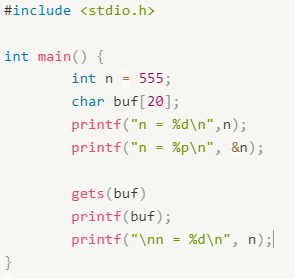 #include <stdio.h>
int main() {
int n = 555;
char buf[20];
printf("n = %d\n",n);
printf("n = %p\n", &n);
gets(buf)
printf(buf);
printf("\nn = %d\n", n);
}